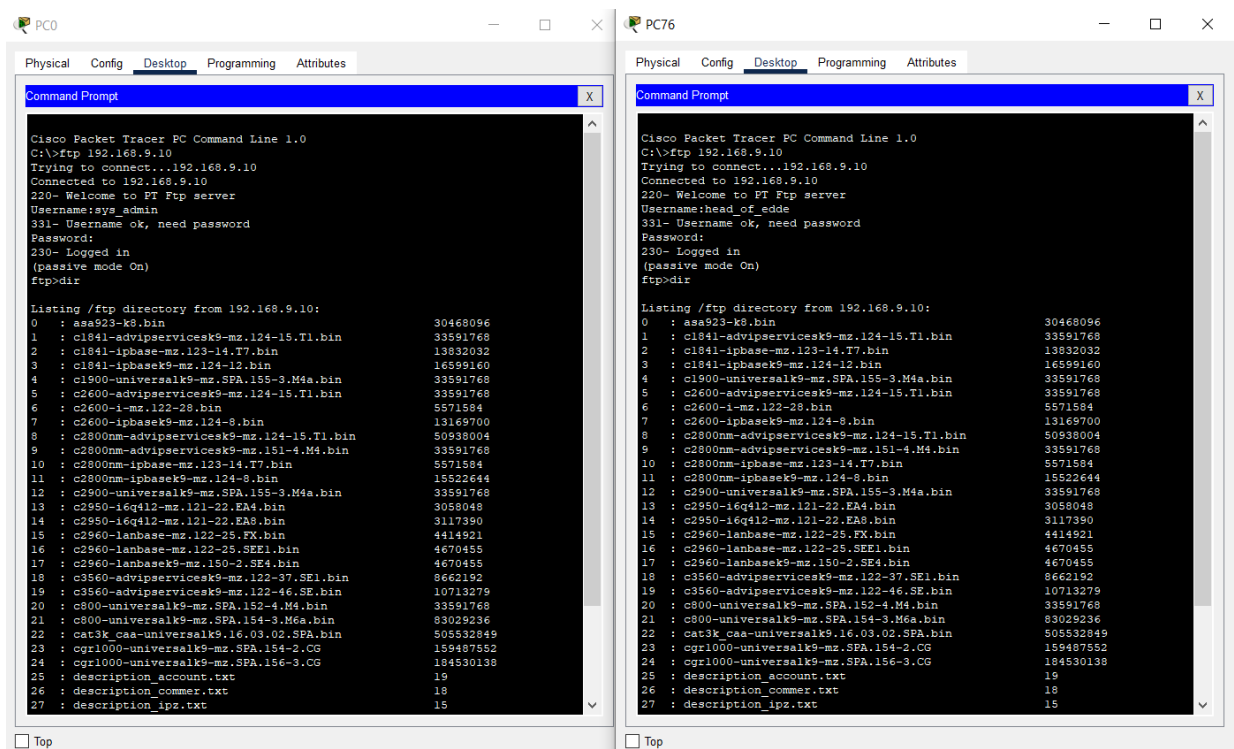 PC0
Physical Config Desktop Programming Attributes
Command Prompt X
Cisco Packet Tracer PC Command Line 1.0
C:\>ftp 192.168.9.10
Trying to connect...192.168.9.10
Connected to 192.168.9.10
220- Welcome to PT Ftp server
Username:sys_admin
331- Username ok, need password
Password:
230- Logged in
(passive mode On)
ftp>dir
Listing /ftp directory from 192.168.9.10:
0 : asa923-k8.bin 30468096
1 : c1841-advipservicesk9-mz.124-15.T1.bin 33591768
2 : c1841-ipbase-mz.123-14.T7.bin 13832032
3 : c1841-ipbasek9-mz.124-12.bin 16599160
4 : c1900-universalk9-mz.SPA.155-3.M4a.bin 33591768
5 : c2600-advipservicesk9-mz.124-15.T1.bin 33591768
6 : c2600-i-mz.122-28.bin 5571584
7 : c2600-ipbasek9-mz.124-8.bin 13169700
8 : c2800nm-advipservicesk9-mz.124-15.T1.bin 50938004
9 : c2800nm-advipservicesk9-mz.151-4.M4.bin 33591768
10 : c2800nm-ipbase-mz.123-14.T7.bin 5571584
11 : c2800nm-ipbasek9-mz.124-8.bin 15522644
12 : c2900-universalk9-mz.SPA.155-3.M4a.bin 33591768
13 : c2950-i6q4l2-mz.121-22.EA4.bin 3058048
14 : c2950-i6q4l2-mz.121-22.EA8.bin 3117390
15 : c2960-lanbase-mz.122-25.FX.bin 4414921
16 : c2960-lanbase-mz.122-25.SEE1.bin 4670455
17 : c2960-lanbasek9-mz.150-2.SE4.bin 4670455
18 : c3560-advipservicesk9-mz.122-37.SE1.bin 8662192
19 : c3560-advipservicesk9-mz.122-46.SE.bin 10713279
20 : c800-universalk9-mz.SPA.152-4.M4.bin 33591768
21 : c800-universalk9-mz.SPA.154-3.M6a.bin 83029236
22 : cat3k_caa-universalk9.16.03.02.SPA.bin 505532849
23 : cgr1000-universalk9-mz.SPA.154-2.CG 159487552
24 : cgr1000-universalk9-mz.SPA.156-3.CG 184530138
25 : description_account.txt 19
26 : description_commer.txt 18
27 : description_ipz.txt 15
Top
PC76
Physical Config Desktop Programming Attributes
Command Prompt X
Cisco Packet Tracer PC Command Line 1.0
C:\>ftp 192.168.9.10
Trying to connect...192.168.9.10
Connected to 192.168.9.10
220- Welcome to PT Ftp server
Username:head_of_edde
331- Username ok, need password
Password:
230- Logged in
(passive mode On)
ftp>dir
Listing /ftp directory from 192.168.9.10:
0 : asa923-k8.bin 30468096
1 : c1841-advipservicesk9-mz.124-15.T1.bin 33591768
2 : c1841-ipbase-mz.123-14.T7.bin 13832032
3 : c1841-ipbasek9-mz.124-12.bin 16599160
4 : c1900-universalk9-mz.SPA.155-3.M4a.bin 33591768
5 : c2600-advipservicesk9-mz.124-15.T1.bin 33591768
6 : c2600-i-mz.122-28.bin 5571584
7 : c2600-ipbasek9-mz.124-8.bin 13169700
8 : c2800nm-advipservicesk9-mz.124-15.T1.bin 50938004
9 : c2800nm-advipservicesk9-mz.151-4.M4.bin 33591768
10 : c2800nm-ipbase-mz.123-14.T7.bin 5571584
11 : c2800nm-ipbasek9-mz.124-8.bin 15522644
12 : c2900-universalk9-mz.SPA.155-3.M4a.bin 33591768
13 : c2950-i6q4l2-mz.121-22.EA4.bin 3058048
14 : c2950-i6q4l2-mz.121-22.EA8.bin 3117390
15 : c2960-lanbase-mz.122-25.FX.bin 4414921
16 : c2960-lanbase-mz.122-25.SEE1.bin 4670455
17 : c2960-lanbasek9-mz.150-2.SE4.bin 4670455
18 : c3560-advipservicesk9-mz.122-37.SE1.bin 8662192
19 : c3560-advipservicesk9-mz.122-46.SE.bin 10713279
20 : c800-universalk9-mz.SPA.152-4.M4.bin 33591768
21 : c800-universalk9-mz.SPA.154-3.M6a.bin 83029236
22 : cat3k_caa-universalk9.16.03.02.SPA.bin 505532849
23 : cgr1000-universalk9-mz.SPA.154-2.CG 159487552
24 : cgr1000-universalk9-mz.SPA.156-3.CG 184530138
25 : description_account.txt 19
26 : description_commer.txt 18
27 : description_ipz.txt 15
Top